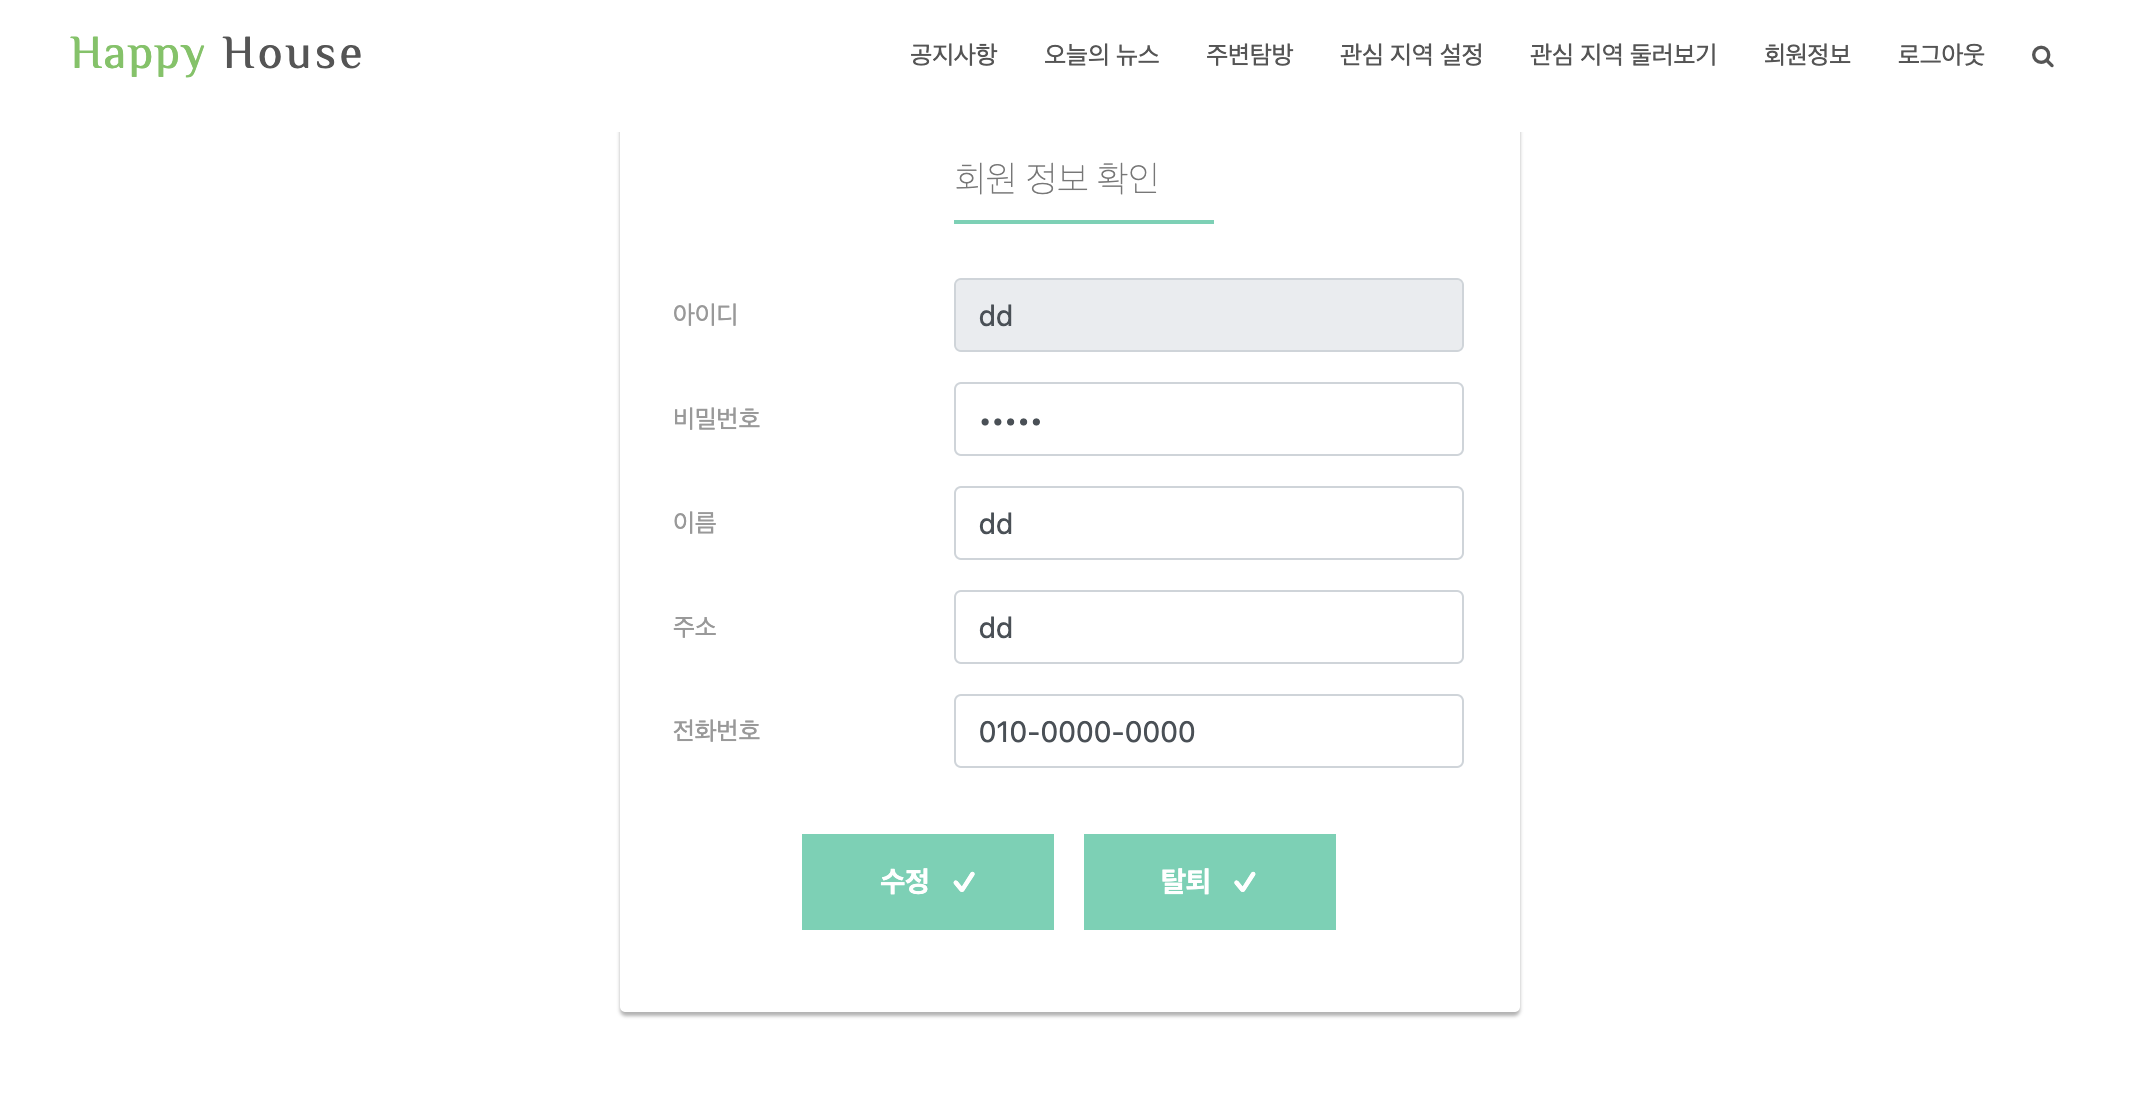 Happy House 공지사항 오늘의 뉴스 주변탐방 관심 지역 설정 관심 지역 둘러보기 회원정보 로그아웃
회원 정보 확인
아이디 dd
비밀번호 •••••
이름 dd
주소 dd
전화번호 010-0000-0000
수정 탈퇴